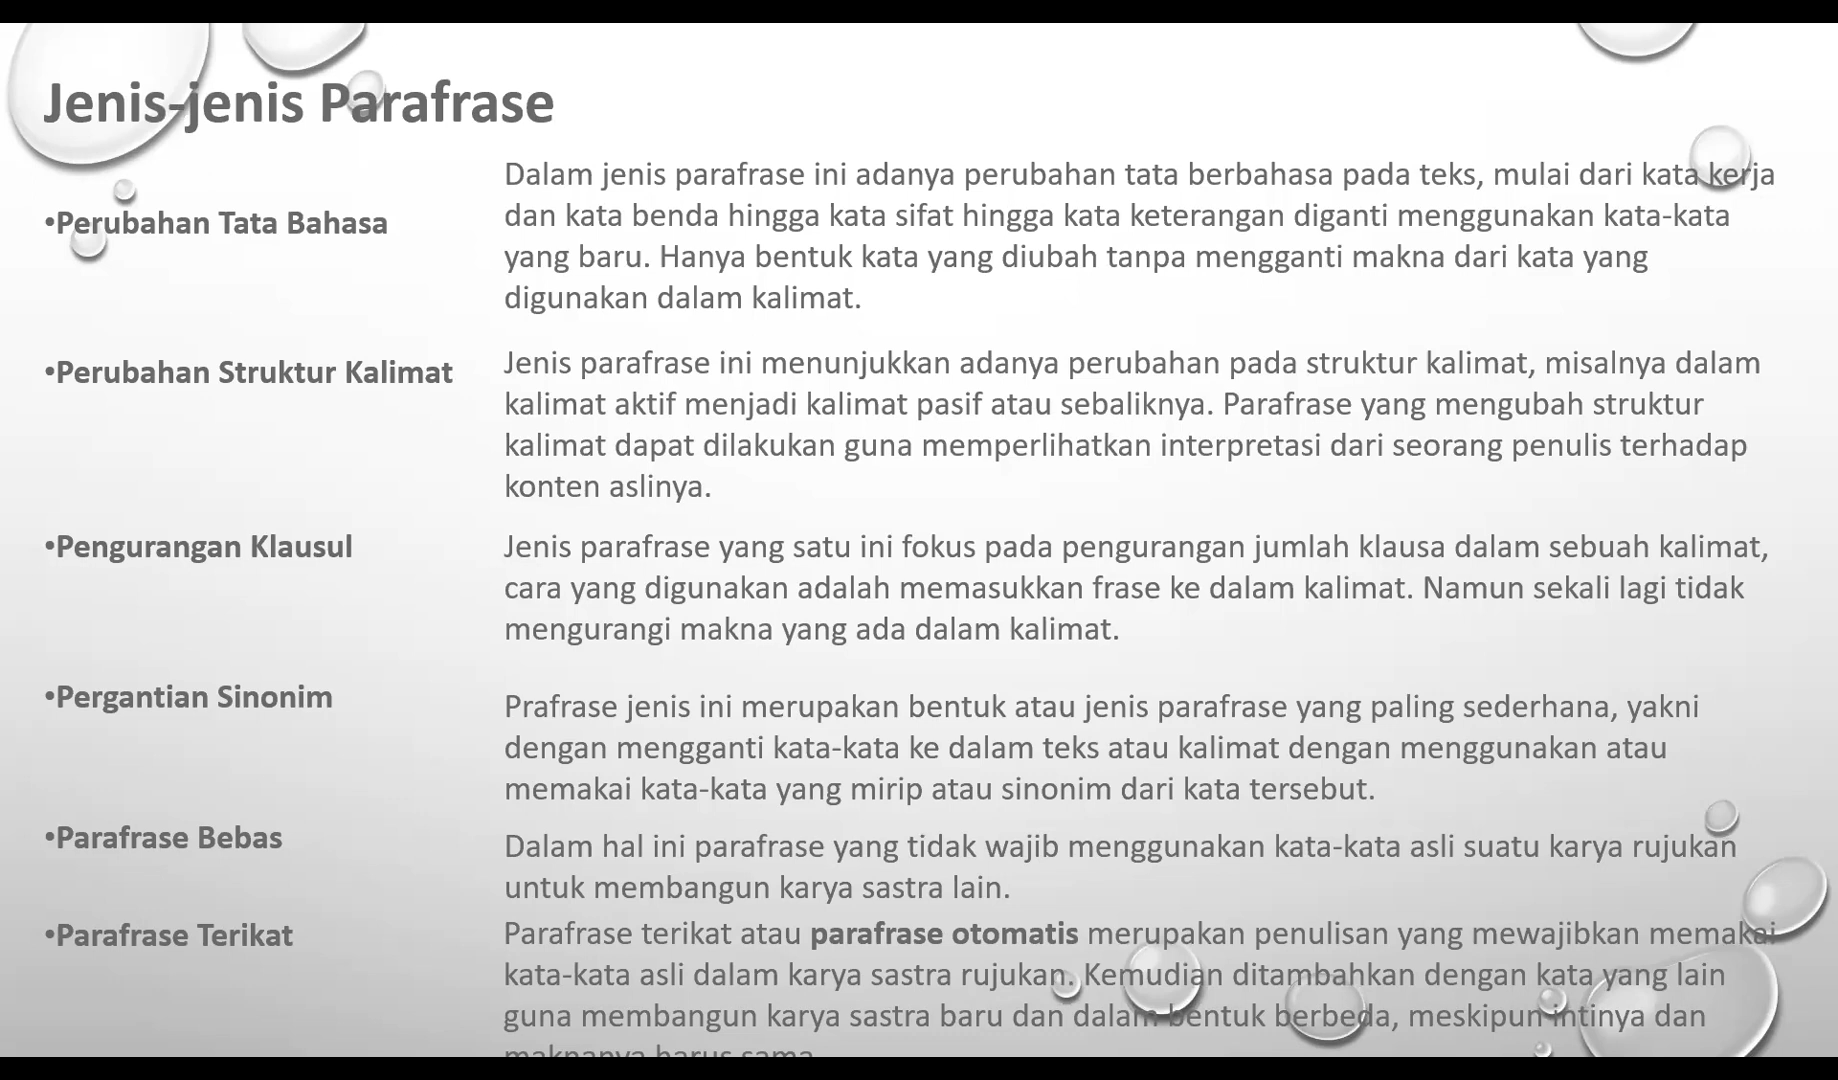 Jenis-jenis Parafrase
•Perubahan Tata Bahasa
Dalam jenis parafrase ini adanya perubahan tata berbahasa pada teks, mulai dari kata kerja
dan kata benda hingga kata sifat hingga kata keterangan diganti menggunakan kata-kata
yang baru. Hanya bentuk kata yang diubah tanpa mengganti makna dari kata yang
digunakan dalam kalimat.
•Perubahan Struktur Kalimat
Jenis parafrase ini menunjukkan adanya perubahan pada struktur kalimat, misalnya dalam
kalimat aktif menjadi kalimat pasif atau sebaliknya. Parafrase yang mengubah struktur
kalimat dapat dilakukan guna memperlihatkan interpretasi dari seorang penulis terhadap
konten aslinya.
•Pengurangan Klausul
Jenis parafrase yang satu ini fokus pada pengurangan jumlah klausa dalam sebuah kalimat,
cara yang digunakan adalah memasukkan frase ke dalam kalimat. Namun sekali lagi tidak
mengurangi makna yang ada dalam kalimat.
•Pergantian Sinonim
Prafrase jenis ini merupakan bentuk atau jenis parafrase yang paling sederhana, yakni
dengan mengganti kata-kata ke dalam teks atau kalimat dengan menggunakan atau
memakai kata-kata yang mirip atau sinonim dari kata tersebut.
•Parafrase Bebas
Dalam hal ini parafrase yang tidak wajib menggunakan kata-kata asli suatu karya rujukan
untuk membangun karya sastra lain.
•Parafrase Terikat
Parafrase terikat atau parafrase otomatis merupakan penulisan yang mewajibkan memakai
kata-kata asli dalam karya sastra rujukan. Kemudian ditambahkan dengan kata yang lain
guna membangun karya sastra baru dan dalam bentuk berbeda, meskipun intinya dan
maknanya harus sama.